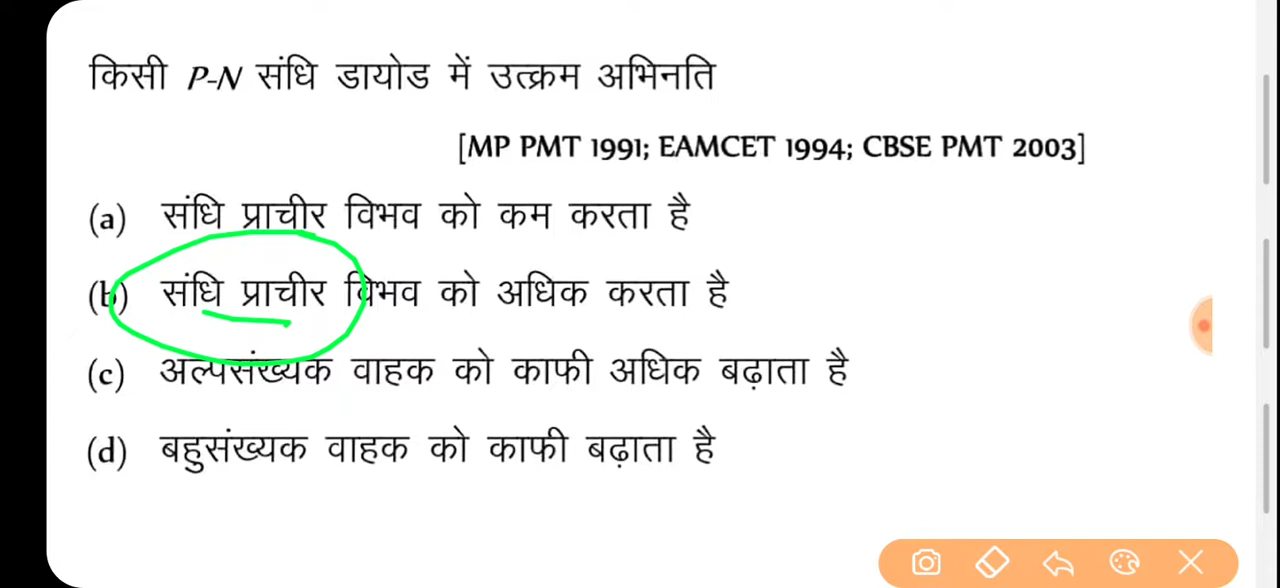 किसी P-N संधि डायोड में उत्क्रम अभिनति
[MP PMT 1991; EAMCET 1994; CBSE PMT 2003]
(a) संधि प्राचीर विभव को कम करता है
(b) संधि प्राचीर विभव को अधिक करता है
(c) अल्पसंख्यक वाहक को काफी अधिक बढ़ाता है
(d) बहुसंख्यक वाहक को काफी बढ़ाता है